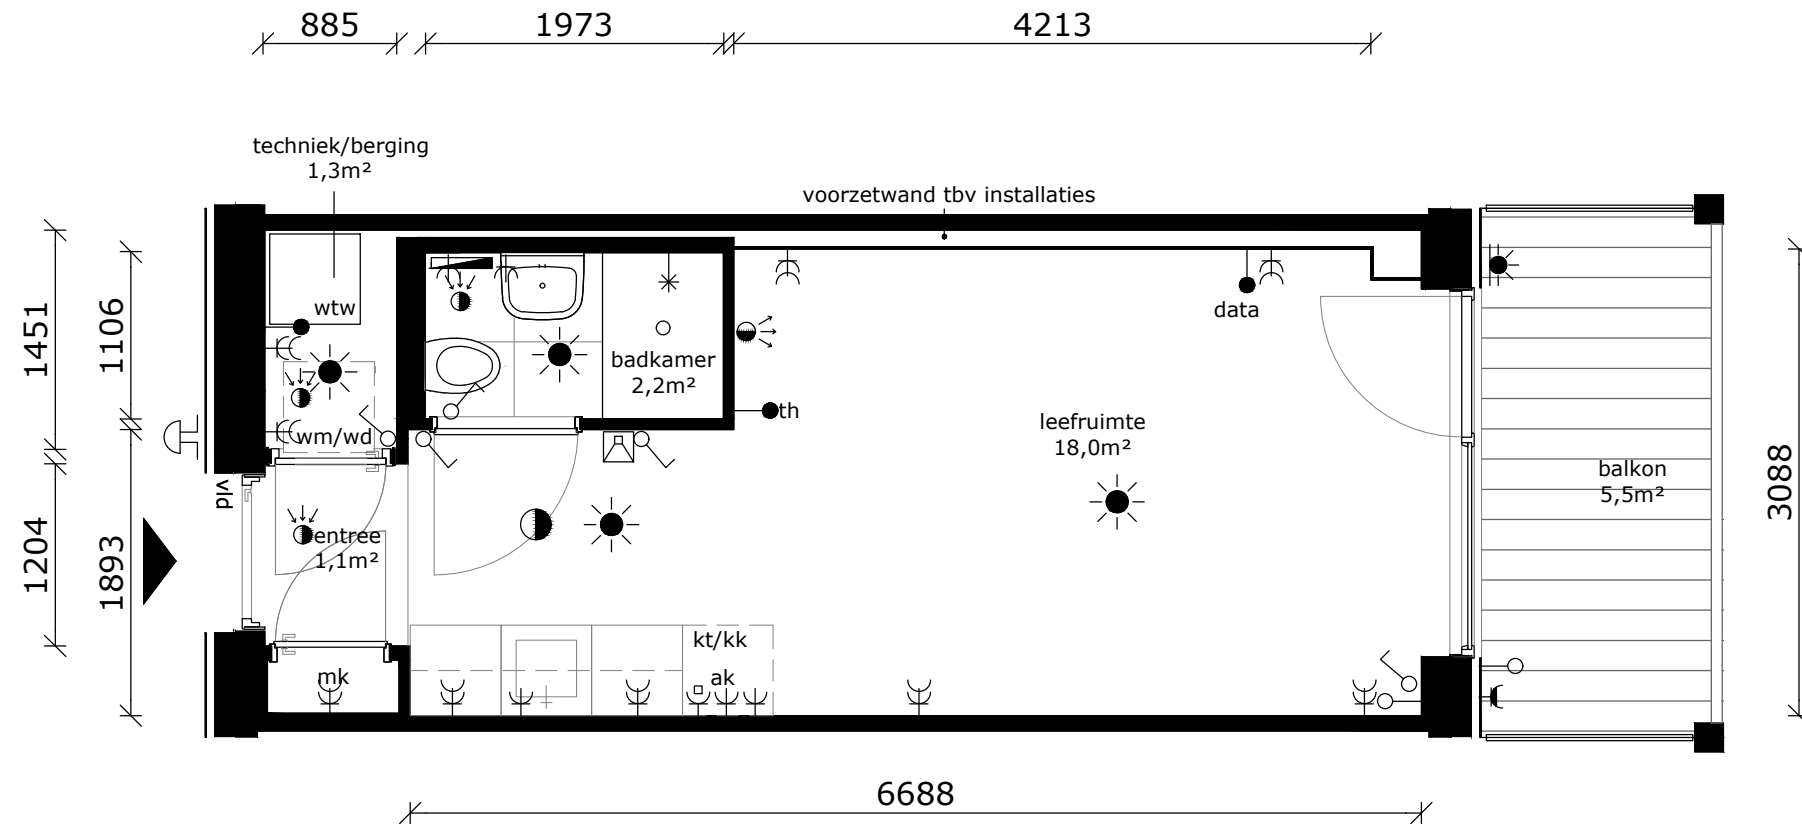 885
1973
4213
techniek/berging
1,3m²
voorzetwand tbv installaties
1451
1106
wtw
data
badkamer
2,2m²
th
leefruimte
18,0m²
wm/wd
vld
balkon
5,5m²
3088
entree
1,1m²
1204
1893
kt/kk
ak
mk
6688